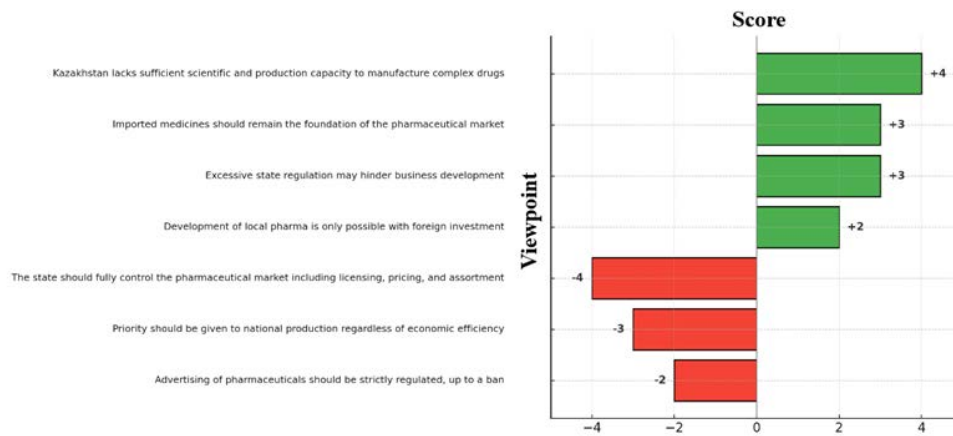 Score
Kazakhstan lacks sufficient scientific and production capacity to manufacture complex drugs
+4
Imported medicines should remain the foundation of the pharmaceutical market
+3
Excessive state regulation may hinder business development
+3
Development of local pharma is only possible with foreign investment
+2
Viewpoint
The state should fully control the pharmaceutical market including licensing, pricing, and assortment
-4
Priority should be given to national production regardless of economic efficiency
-3
Advertising of pharmaceuticals should be strictly regulated, up to a ban
-2
−4 −2 0 2 4